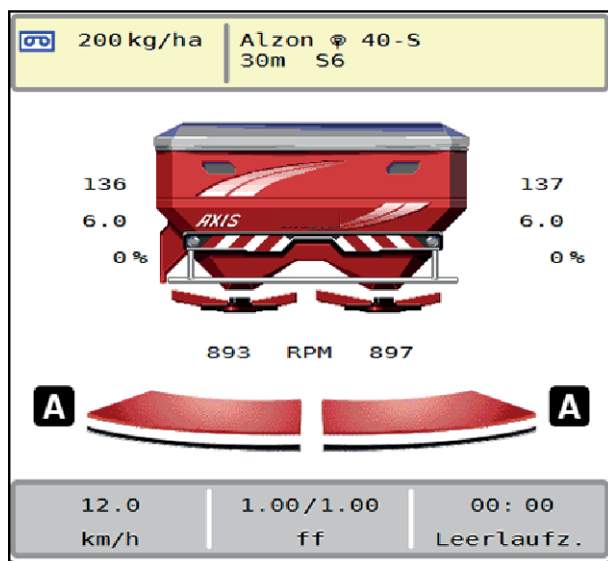 200 kg/ha Alzon 40-S
30m S6
136 137
6.0 6.0
AXIS
0 % 0 %
893 RPM 897
A A
12.0 1.00/1.00 00:00
km/h ff Leerlaufz.